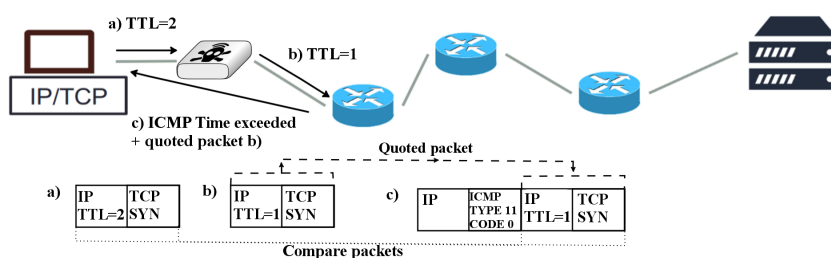 a) TTL=2
b) TTL=1
IP/TCP
c) ICMP Time exceeded
+ quoted packet b)
Quoted packet
a)
IP
TTL=2
TCP
SYN
b)
IP
TTL=1
TCP
SYN
c)
IP
ICMP
TYPE 11
CODE 0
IP
TTL=1
TCP
SYN
Compare packets